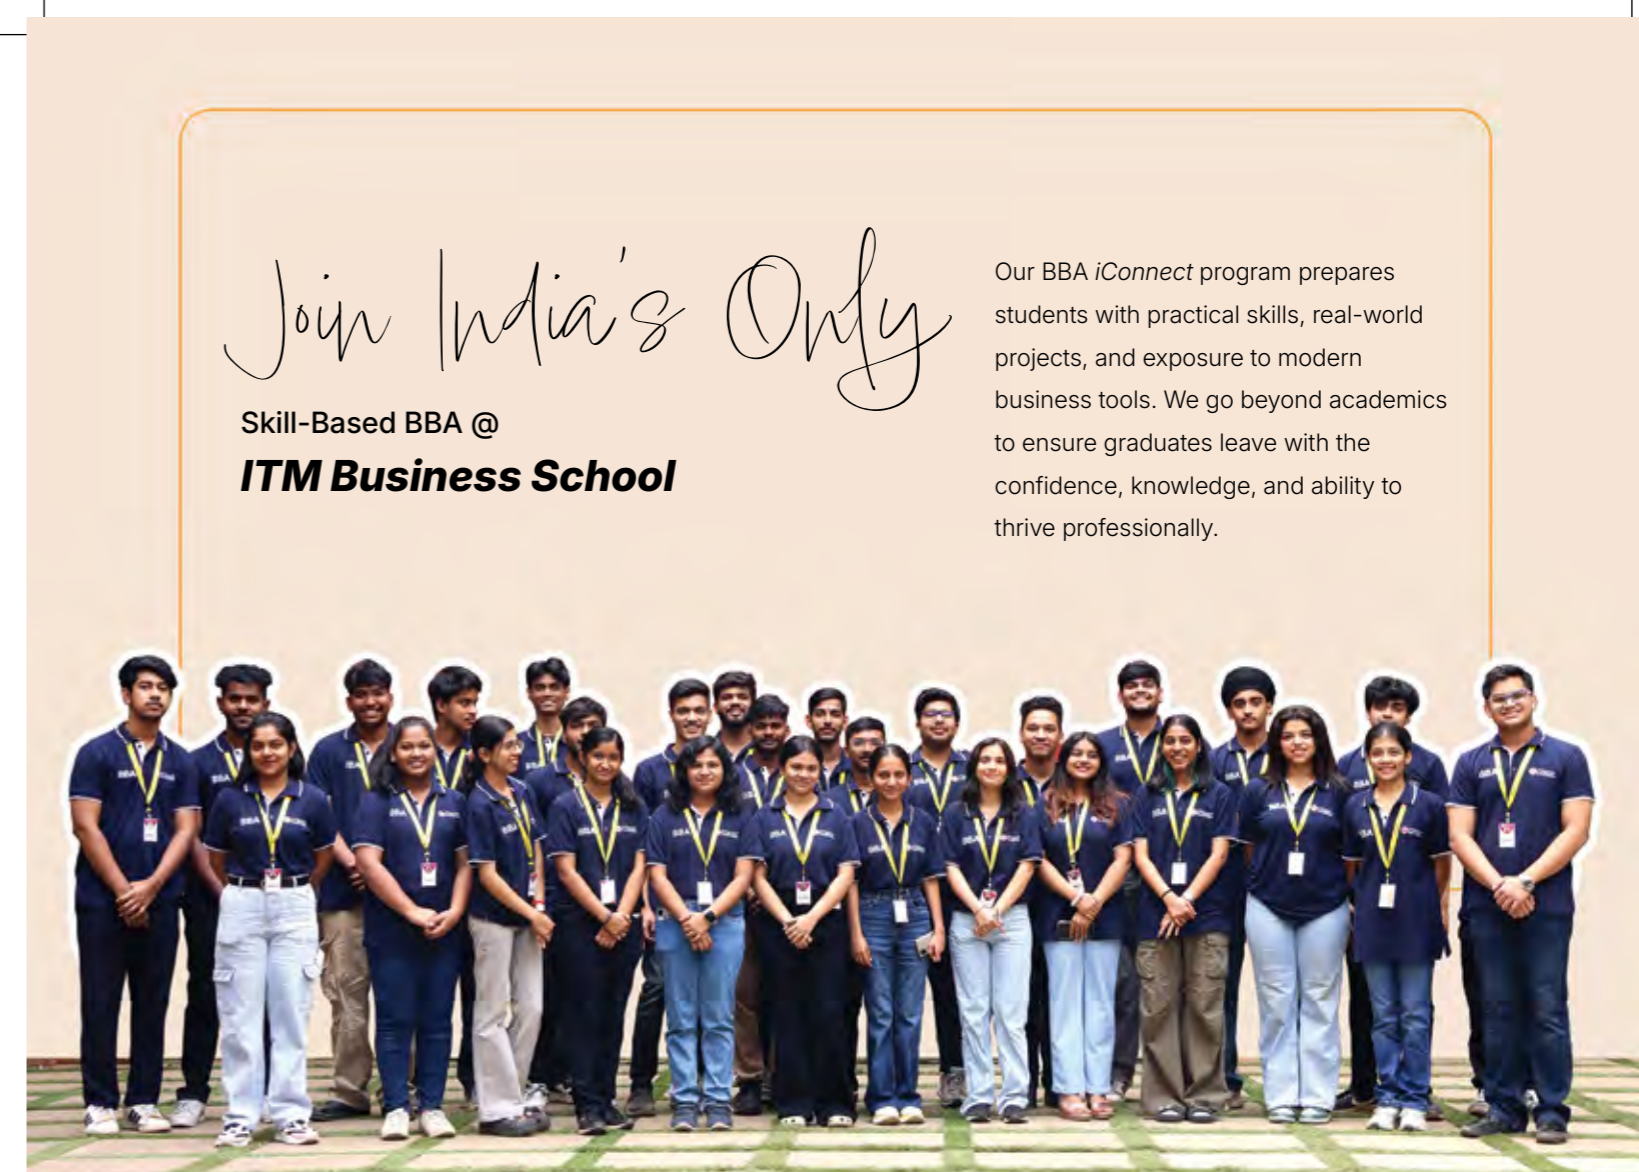 Join India's Only
Skill-Based BBA @
ITM Business School
Our BBA iConnect program prepares
students with practical skills, real-world
projects, and exposure to modern
business tools. We go beyond academics
to ensure graduates leave with the
confidence, knowledge, and ability to
thrive professionally.